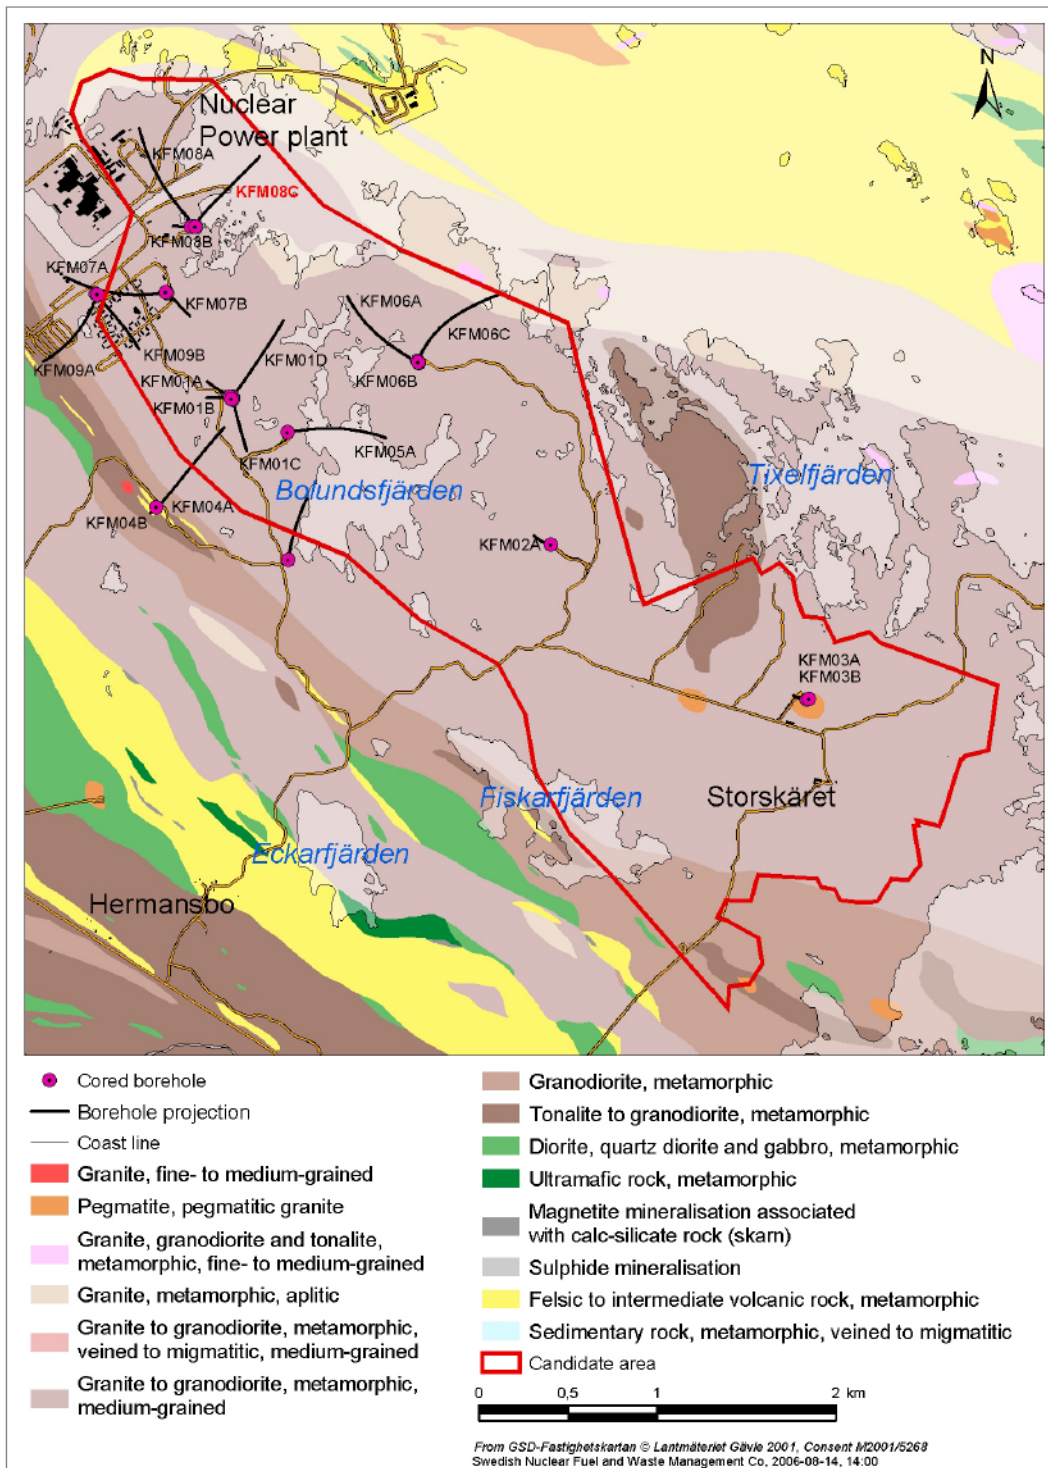 N
Nuclear
Power plant
KFM08A
KFM08C
KFM08B
KFM07A
KFM07B
KFM06A
KFM06C
KFM09B
KFM01D
KFM09A
KFM01A
KFM06B
KFM01B
KFM01C
KFM05A
Bolundsfjärden
Tixelfjärden
KFM04A
KFM04B
KFM02A
KFM03A
KFM03B
Fiskarfjärden
Storskäret
Eckarfjärden
Hermansbo
Cored borehole
Borehole projection
Coast line
Granite, fine- to medium-grained
Pegmatite, pegmatitic granite
Granite, granodiorite and tonalite,
metamorphic, fine- to medium-grained
Granite, metamorphic, aplitic
Granite to granodiorite, metamorphic,
veined to migmatitic, medium-grained
Granite to granodiorite, metamorphic,
medium-grained
Granodiorite, metamorphic
Tonalite to granodiorite, metamorphic
Diorite, quartz diorite and gabbro, metamorphic
Ultramafic rock, metamorphic
Magnetite mineralisation associated
with calc-silicate rock (skarn)
Sulphide mineralisation
Felsic to intermediate volcanic rock, metamorphic
Sedimentary rock, metamorphic, veined to migmatitic
Candidate area
0 0,5 1 2 km
From GSD-Fastighetskartan © Lantmäteriet Gävle 2001, Consent M2001/5268
Swedish Nuclear Fuel and Waste Management Co, 2006-08-14, 14:00